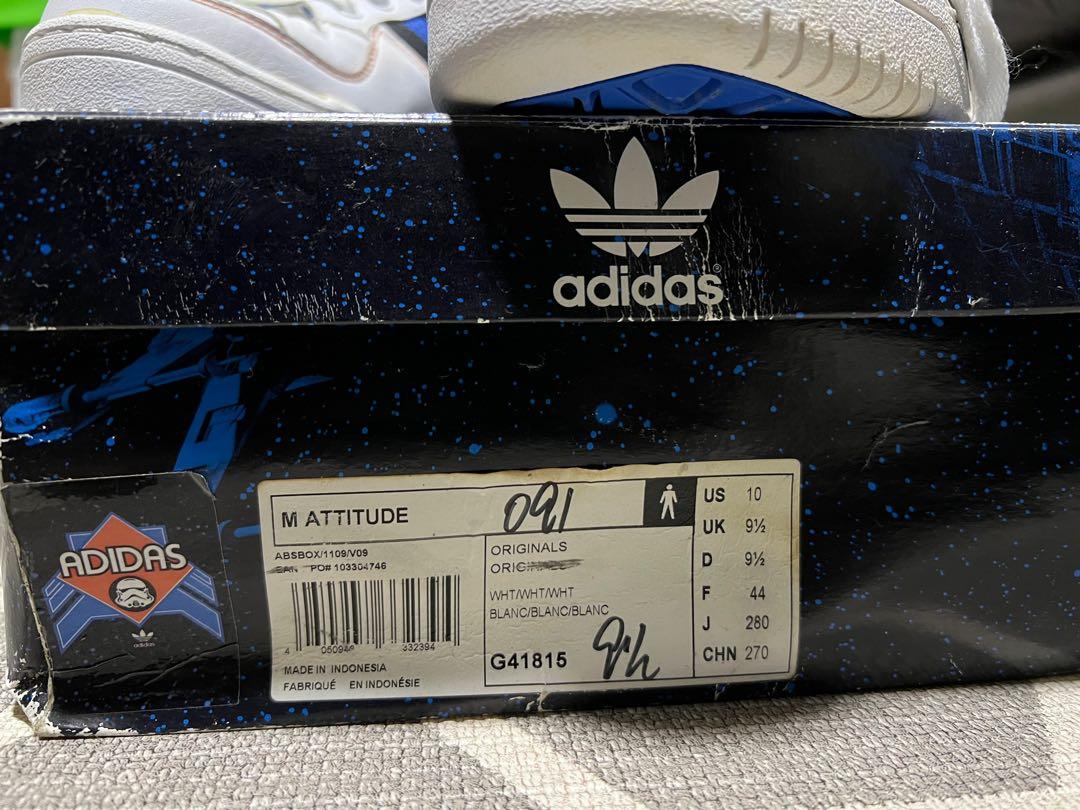 adidas
ADIDAS
adidas
M ATTITUDE
091
ABSBOX/1109/V09
EAN PO# 103304746
ORIGINALS
WHT/WHT/WHT
BLANC/BLANC/BLANC
4 332394
MADE IN INDONESIA
FABRIQUÉ EN INDONÉSIE
G41815
US 10
UK 9½
D 9½
F 44
J 280
CHN 270